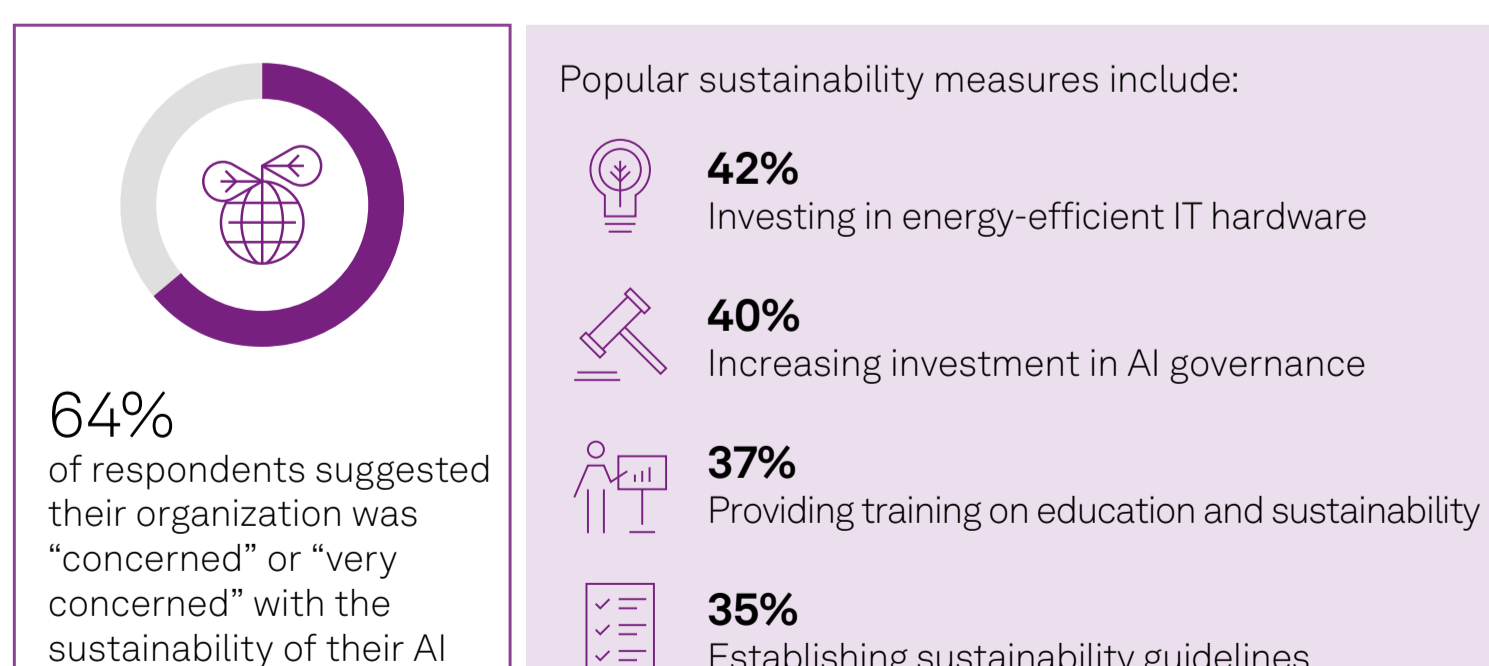 64%
of respondents suggested
their organization was
“concerned” or “very
concerned” with the
sustainability of their AI
Popular sustainability measures include:
42%
Investing in energy-efficient IT hardware
40%
Increasing investment in AI governance
37%
Providing training on education and sustainability
35%
Establishing sustainability guidelines